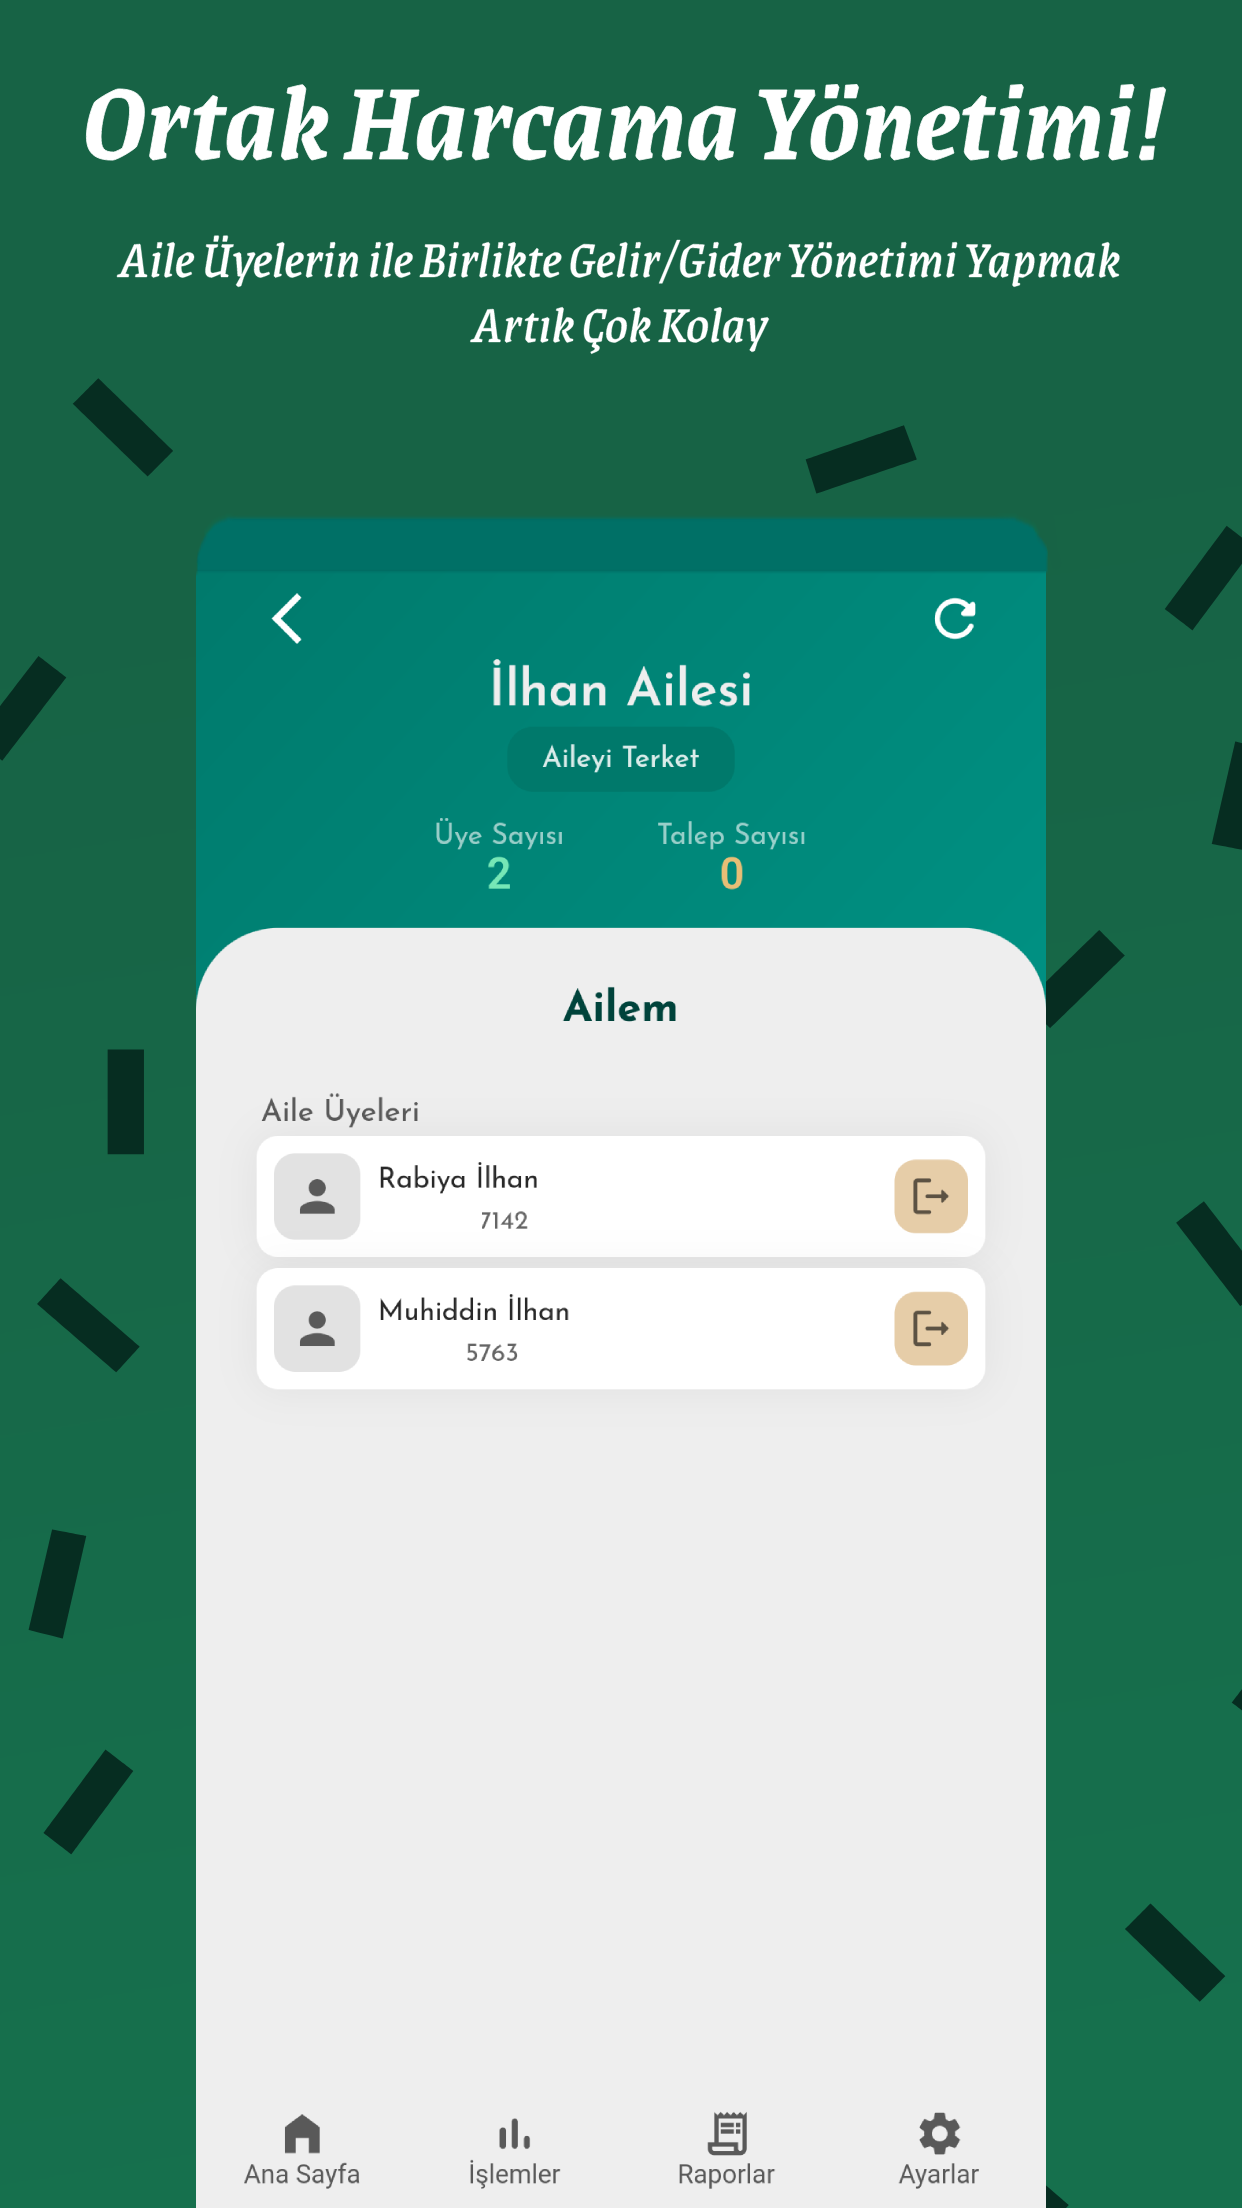 Ortak Harcama Yönetimi!
Aile Üyelerin ile Birlikte Gelir/Gider Yönetimi Yapmak
Artık Çok Kolay
İlhan Ailesi
Aileyi Terket
Üye Sayısı
2
Talep Sayısı
0
Ailem
Aile Üyeleri
Rabiya İlhan
7142
Muhiddin İlhan
5763
Ana Sayfa
İşlemler
Raporlar
Ayarlar